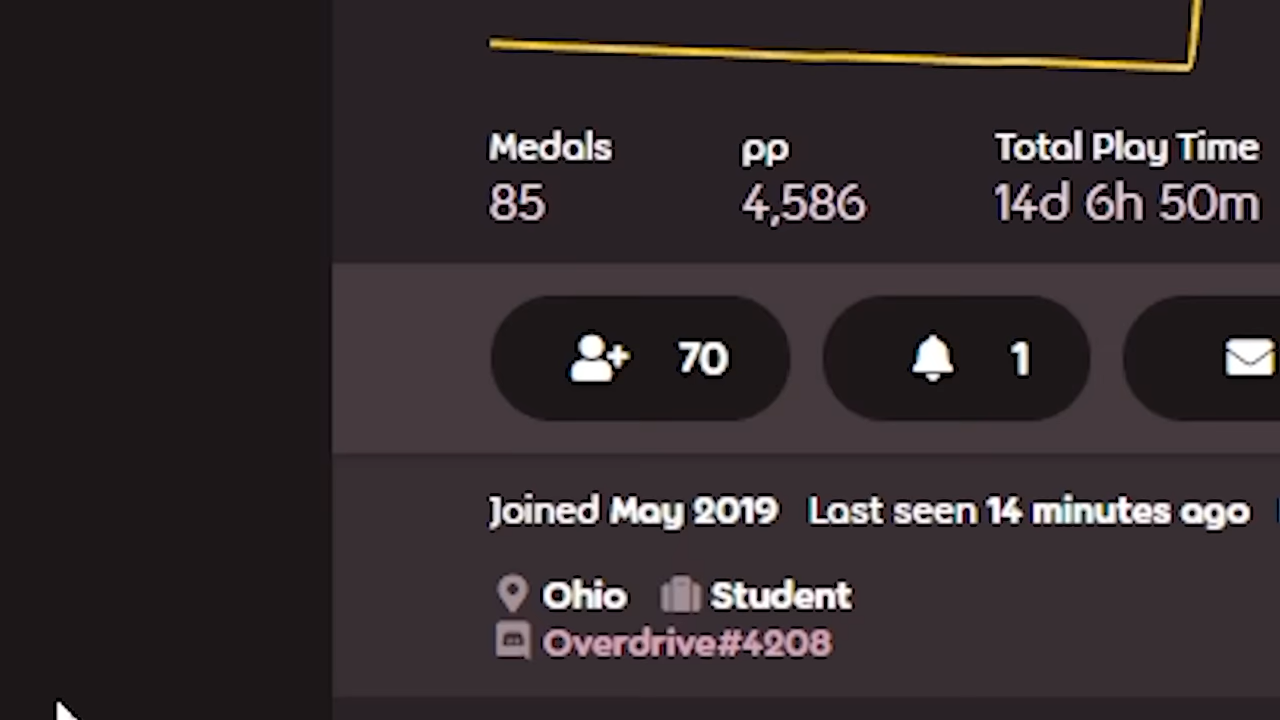 Medals pp Total Play Time
85 4,586 14d 6h 50m
70 1
Joined May 2019 Last seen 14 minutes ago
Ohio Student
Overdrive#4208